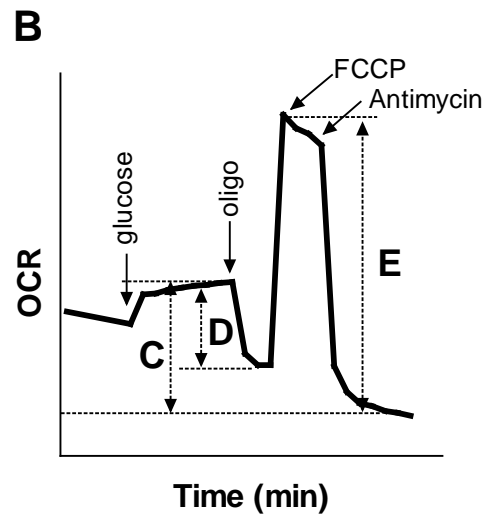 B
FCCP
Antimycin
glucose
oligo
OCR
C
D
E
Time (min)